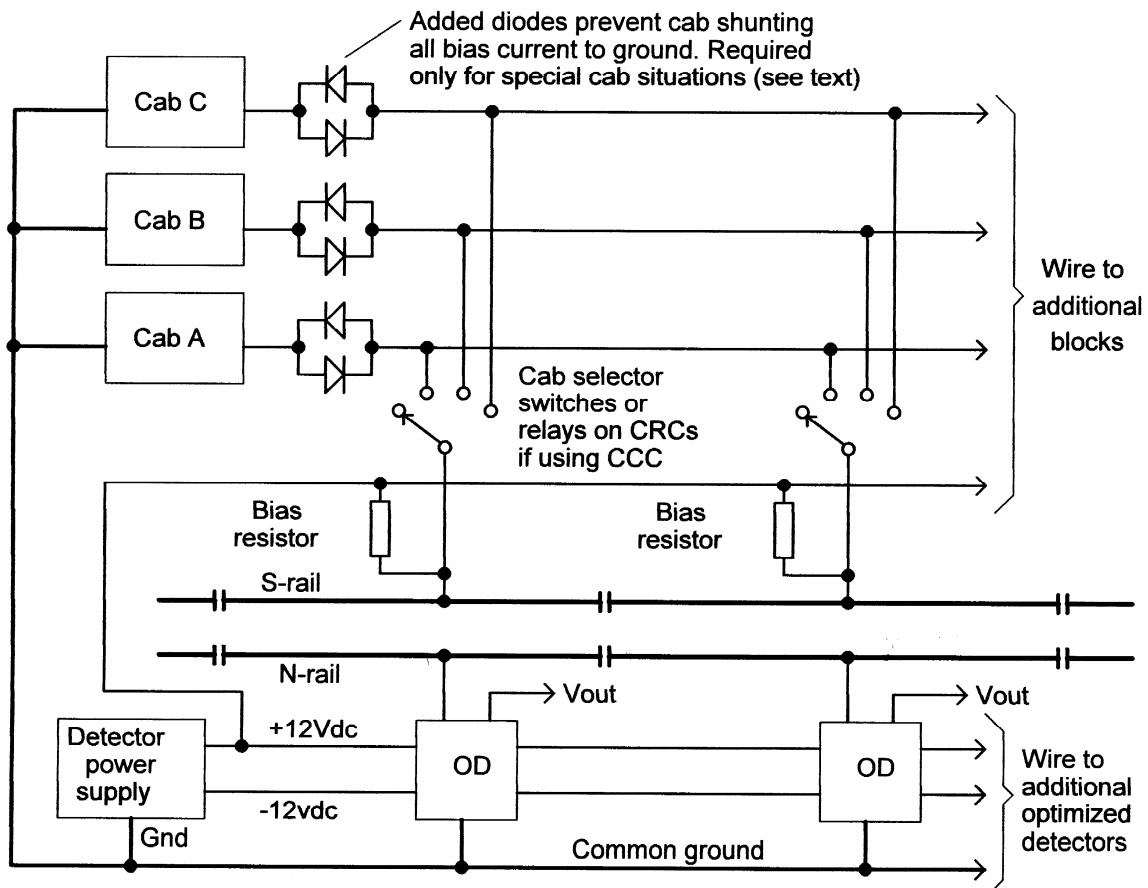 Added diodes prevent cab shunting
all bias current to ground. Required
only for special cab situations (see text)
Cab C
Cab B
Cab A
Wire to
additional
blocks
Cab selector
switches or
relays on CRCs
if using CCC
Bias
resistor
Bias
resistor
S-rail
N-rail
Vout
Vout
Detector
power
supply
+12Vdc
-12vdc
OD
OD
Wire to
additional
optimized
detectors
Gnd
Common ground